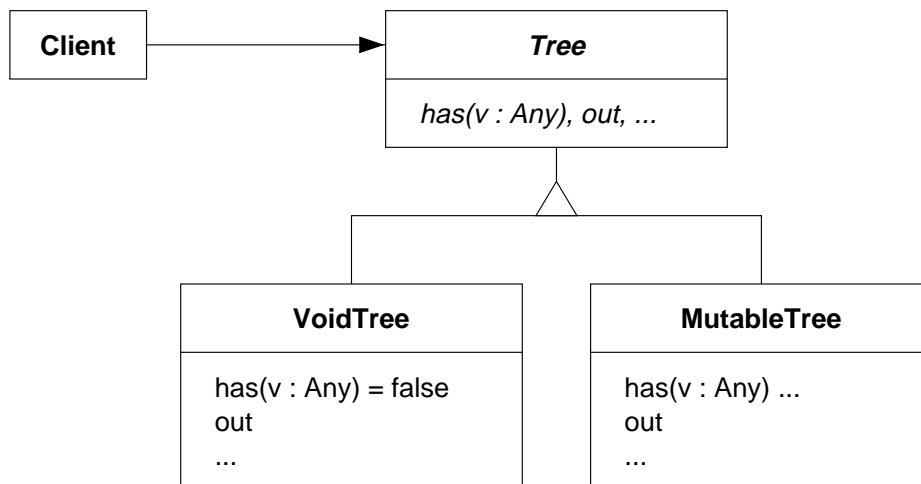 Client
Tree
has(v : Any), out, ...
VoidTree
has(v : Any) = false
out
...
MutableTree
has(v : Any) ...
out
...